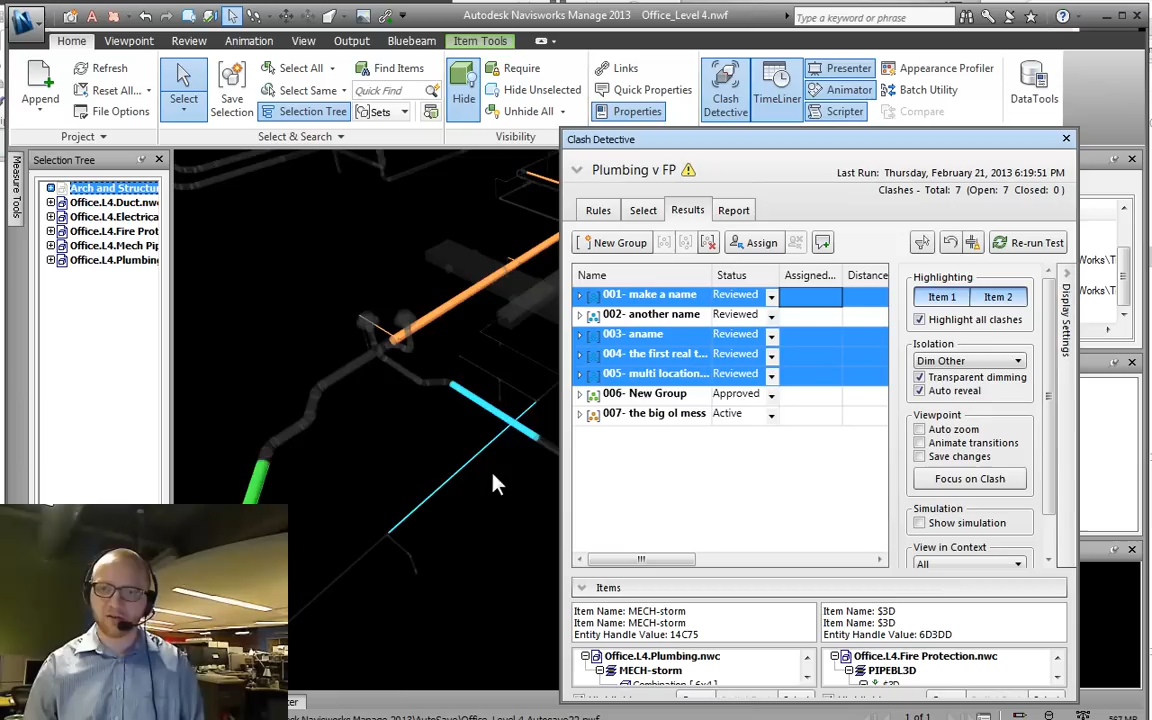 Autodesk Navisworks Manage 2013 Office_Level 4.nwf
Type a keyword or phrase
Home Viewpoint Review Animation View Output Bluebeam Item Tools
Append
Refresh
Reset All...
File Options
Project
Select
Save Selection
Select All
Select Same
Selection Tree
Find Items
Quick Find
Sets
Select & Search
Hide
Require
Hide Unselected
Unhide All
Visibility
Links
Quick Properties
Properties
Clash Detective
TimeLiner
Presenter
Animator
Scripter
Appearance Profiler
Batch Utility
Compare
DataTools
Measure Tools
Selection Tree
Arch and Structu
Office.L4.Duct.nw
Office.L4.Electrica
Office.L4.Fire Prot
Office.L4.Mech Pip
Office.L4.Plumbing
Clash Detective
Plumbing v FP
Last Run: Thursday, February 21, 2013 6:19:51 PM
Clashes - Total: 7 (Open: 7 Closed: 0)
Rules Select Results Report
New Group Assign Re-run Test
Name Status Assigned... Distance
001- make a name Reviewed
002- another name Reviewed
003- aname Reviewed
004- the first real t... Reviewed
005- multi location... Reviewed
006- New Group Approved
007- the big ol mess Active
Highlighting
Item 1 Item 2
Highlight all clashes
Isolation
Dim Other
Transparent dimming
Auto reveal
Viewpoint
Auto zoom
Animate transitions
Save changes
Focus on Clash
Simulation
Show simulation
View in Context
All
Display Settings
Items
Item Name: MECH-storm
Item Name: MECH-storm
Entity Handle Value: 14C75
Item Name: $3D
Item Name: $3D
Entity Handle Value: 6D3DD
Office.L4.Plumbing.nwc
MECH-storm
Office.L4.Fire Protection.nwc
PIPEBL3D
1 of 1
567 MB